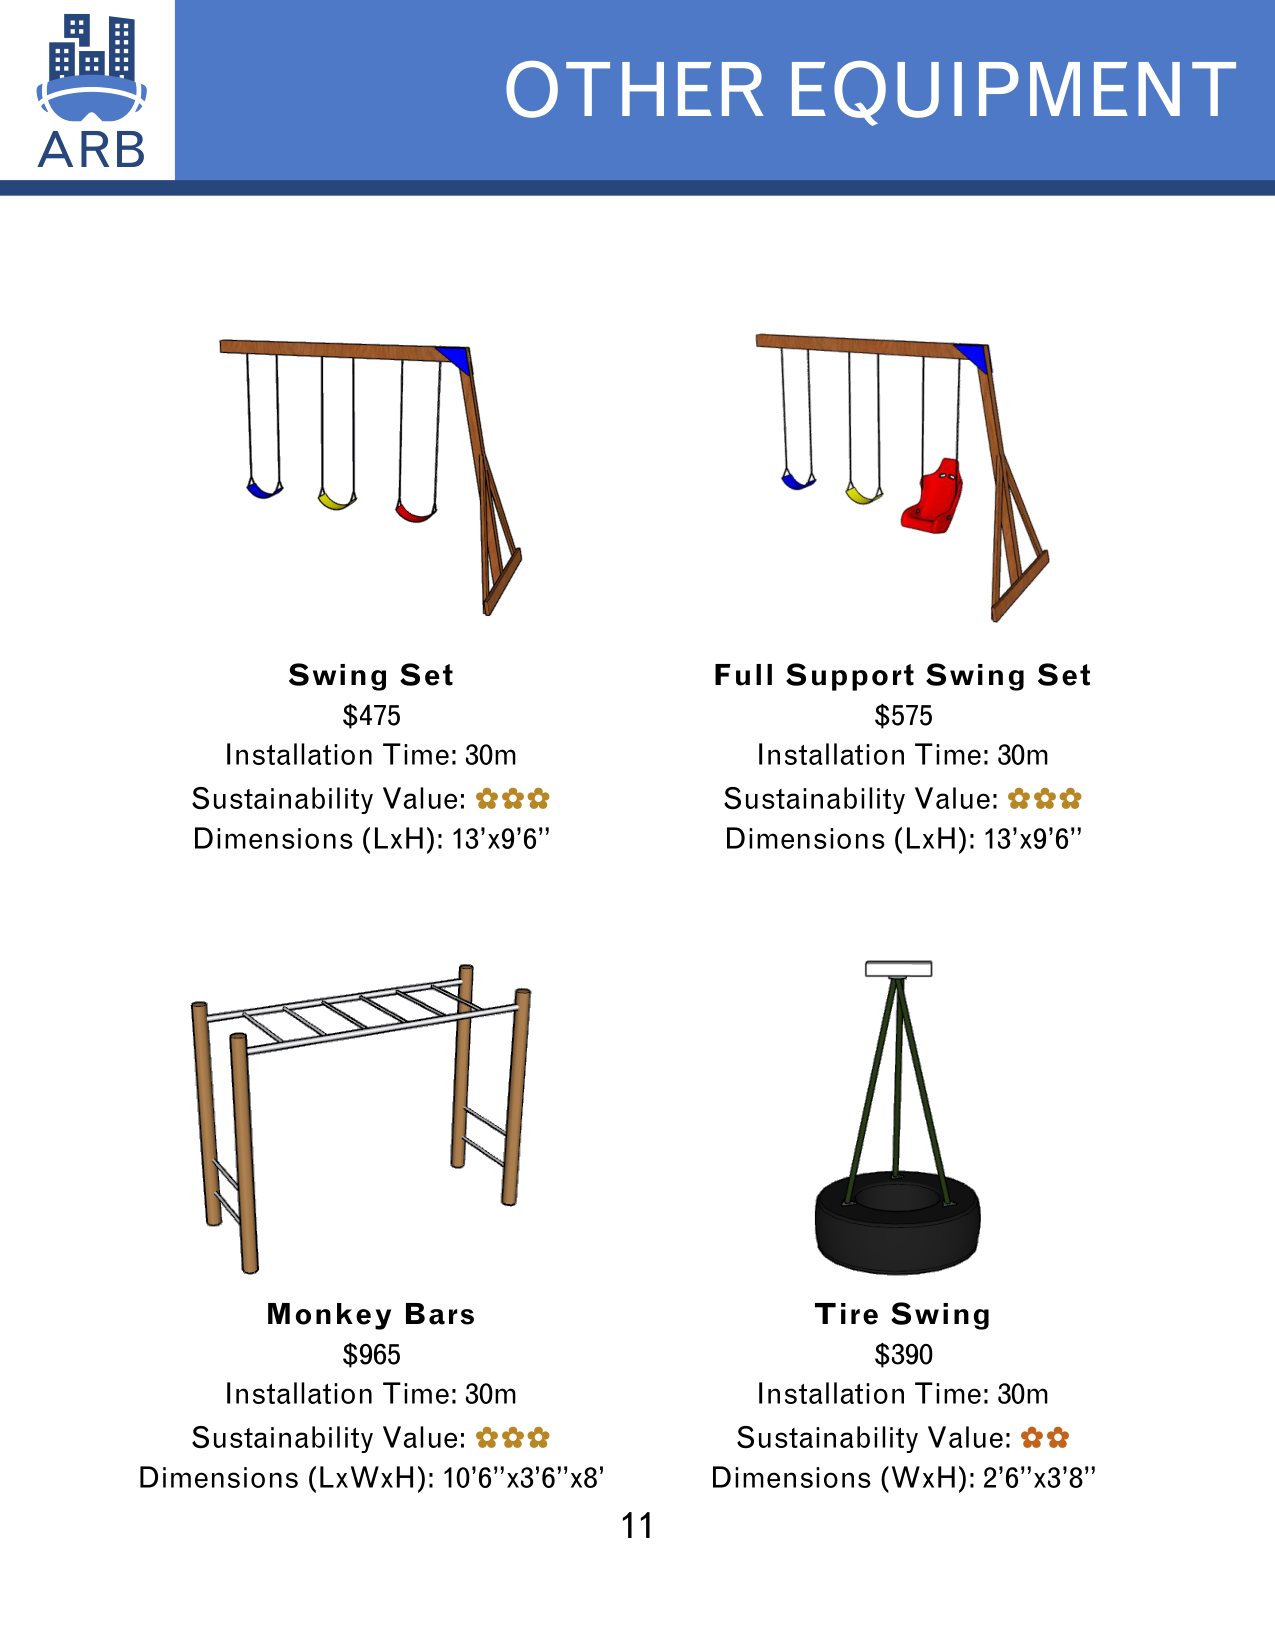 ARB
OTHER EQUIPMENT
Swing Set
$475
Installation Time: 30m
Sustainability Value: ✿✿✿
Dimensions (LxH): 13'x9'6''
Full Support Swing Set
$575
Installation Time: 30m
Sustainability Value: ✿✿✿
Dimensions (LxH): 13'x9'6''
Monkey Bars
$965
Installation Time: 30m
Sustainability Value: ✿✿✿
Dimensions (LxWxH): 10'6''x3'6''x8'
Tire Swing
$390
Installation Time: 30m
Sustainability Value: ✿✿
Dimensions (WxH): 2'6''x3'8''
11